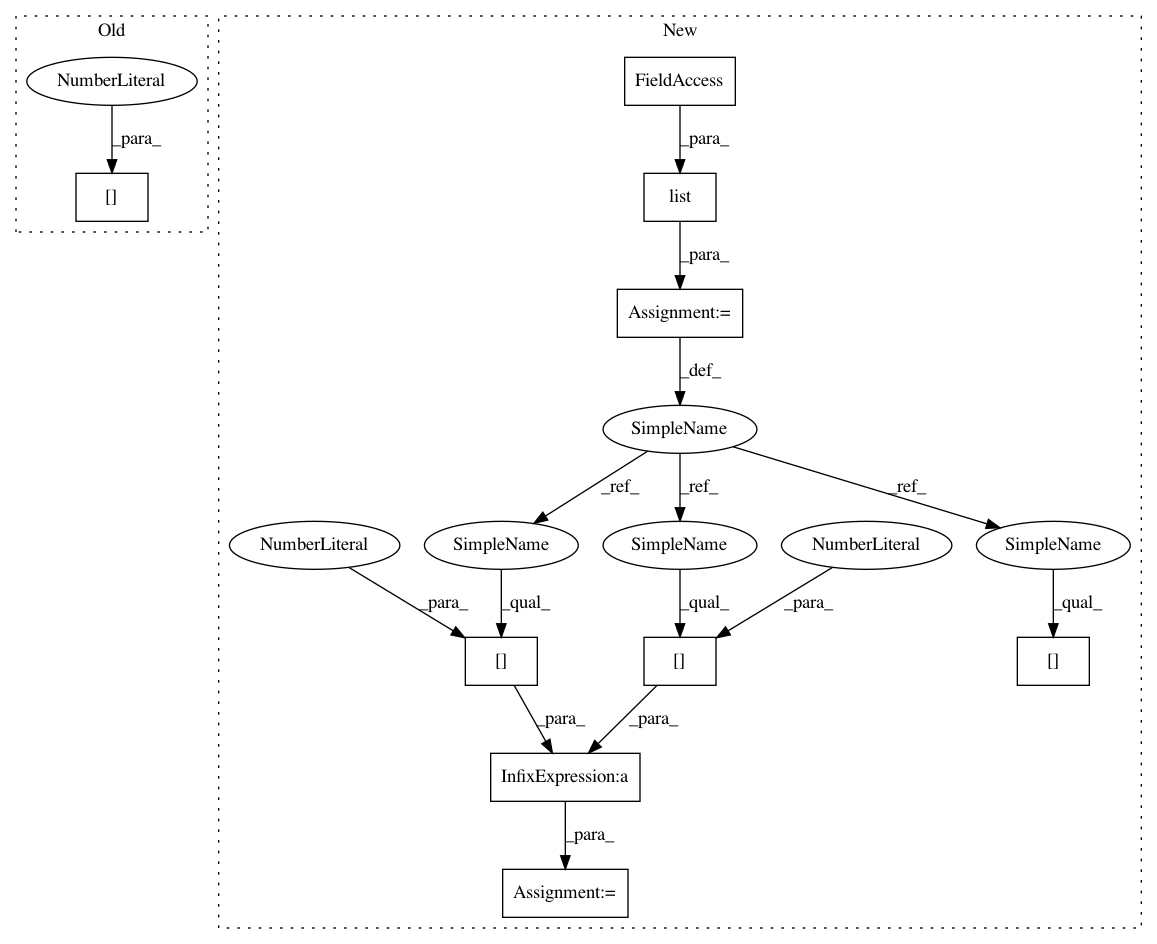 Old
New
NumberLiteral
FieldAccess
_para_
_para_
[]
list
_para_
Assignment:=
_def_
SimpleName
_ref_
_ref_
_ref_
NumberLiteral
SimpleName
SimpleName
NumberLiteral
SimpleName
_para_
_qual_
_qual_
_para_
_qual_
[]
[]
[]
_para_
_para_
InfixExpression:a
_para_
Assignment:=